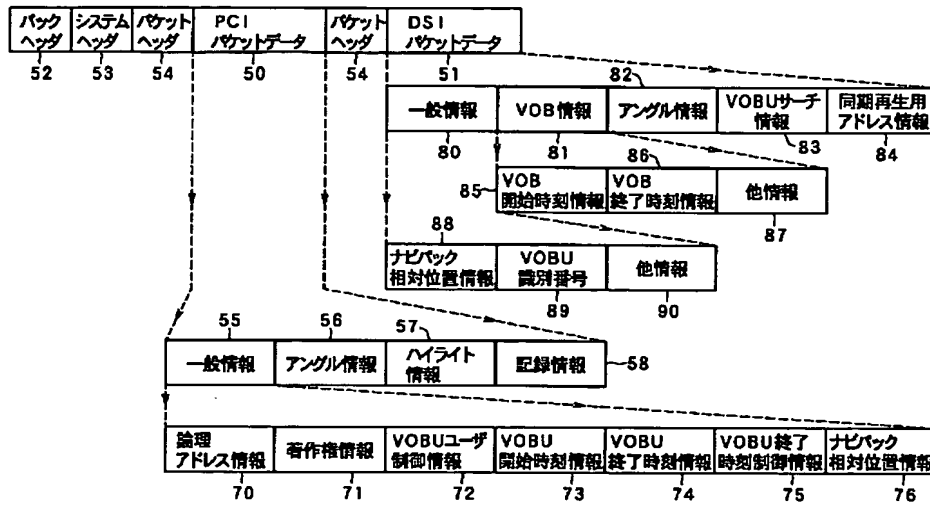 パック システム パケット PCI パケット DSI
ヘッダ ヘッダ ヘッダ パケットデータ ヘッダ パケットデータ
52 53 54 50 54 51 82
一般情報 VOB情報 アングル情報 VOBUサーチ 同期再生用
情報 アドレス情報
80 81 86 83 84
85 VOB VOB 他情報
開始時刻情報 終了時刻情報
88 87
ナビパック VOBU 他情報
相対位置情報 識別番号
89 90
55 56 57
一般情報 アングル情報 ハイライト 記録情報 58
情報
論理 著作権情報 VOBUユーザ VOBU VOBU VOBU終了 ナビパック
アドレス情報 制御情報 開始時刻情報 終了時刻情報 時刻制御情報 相対位置情報
70 71 72 73 74 75 76